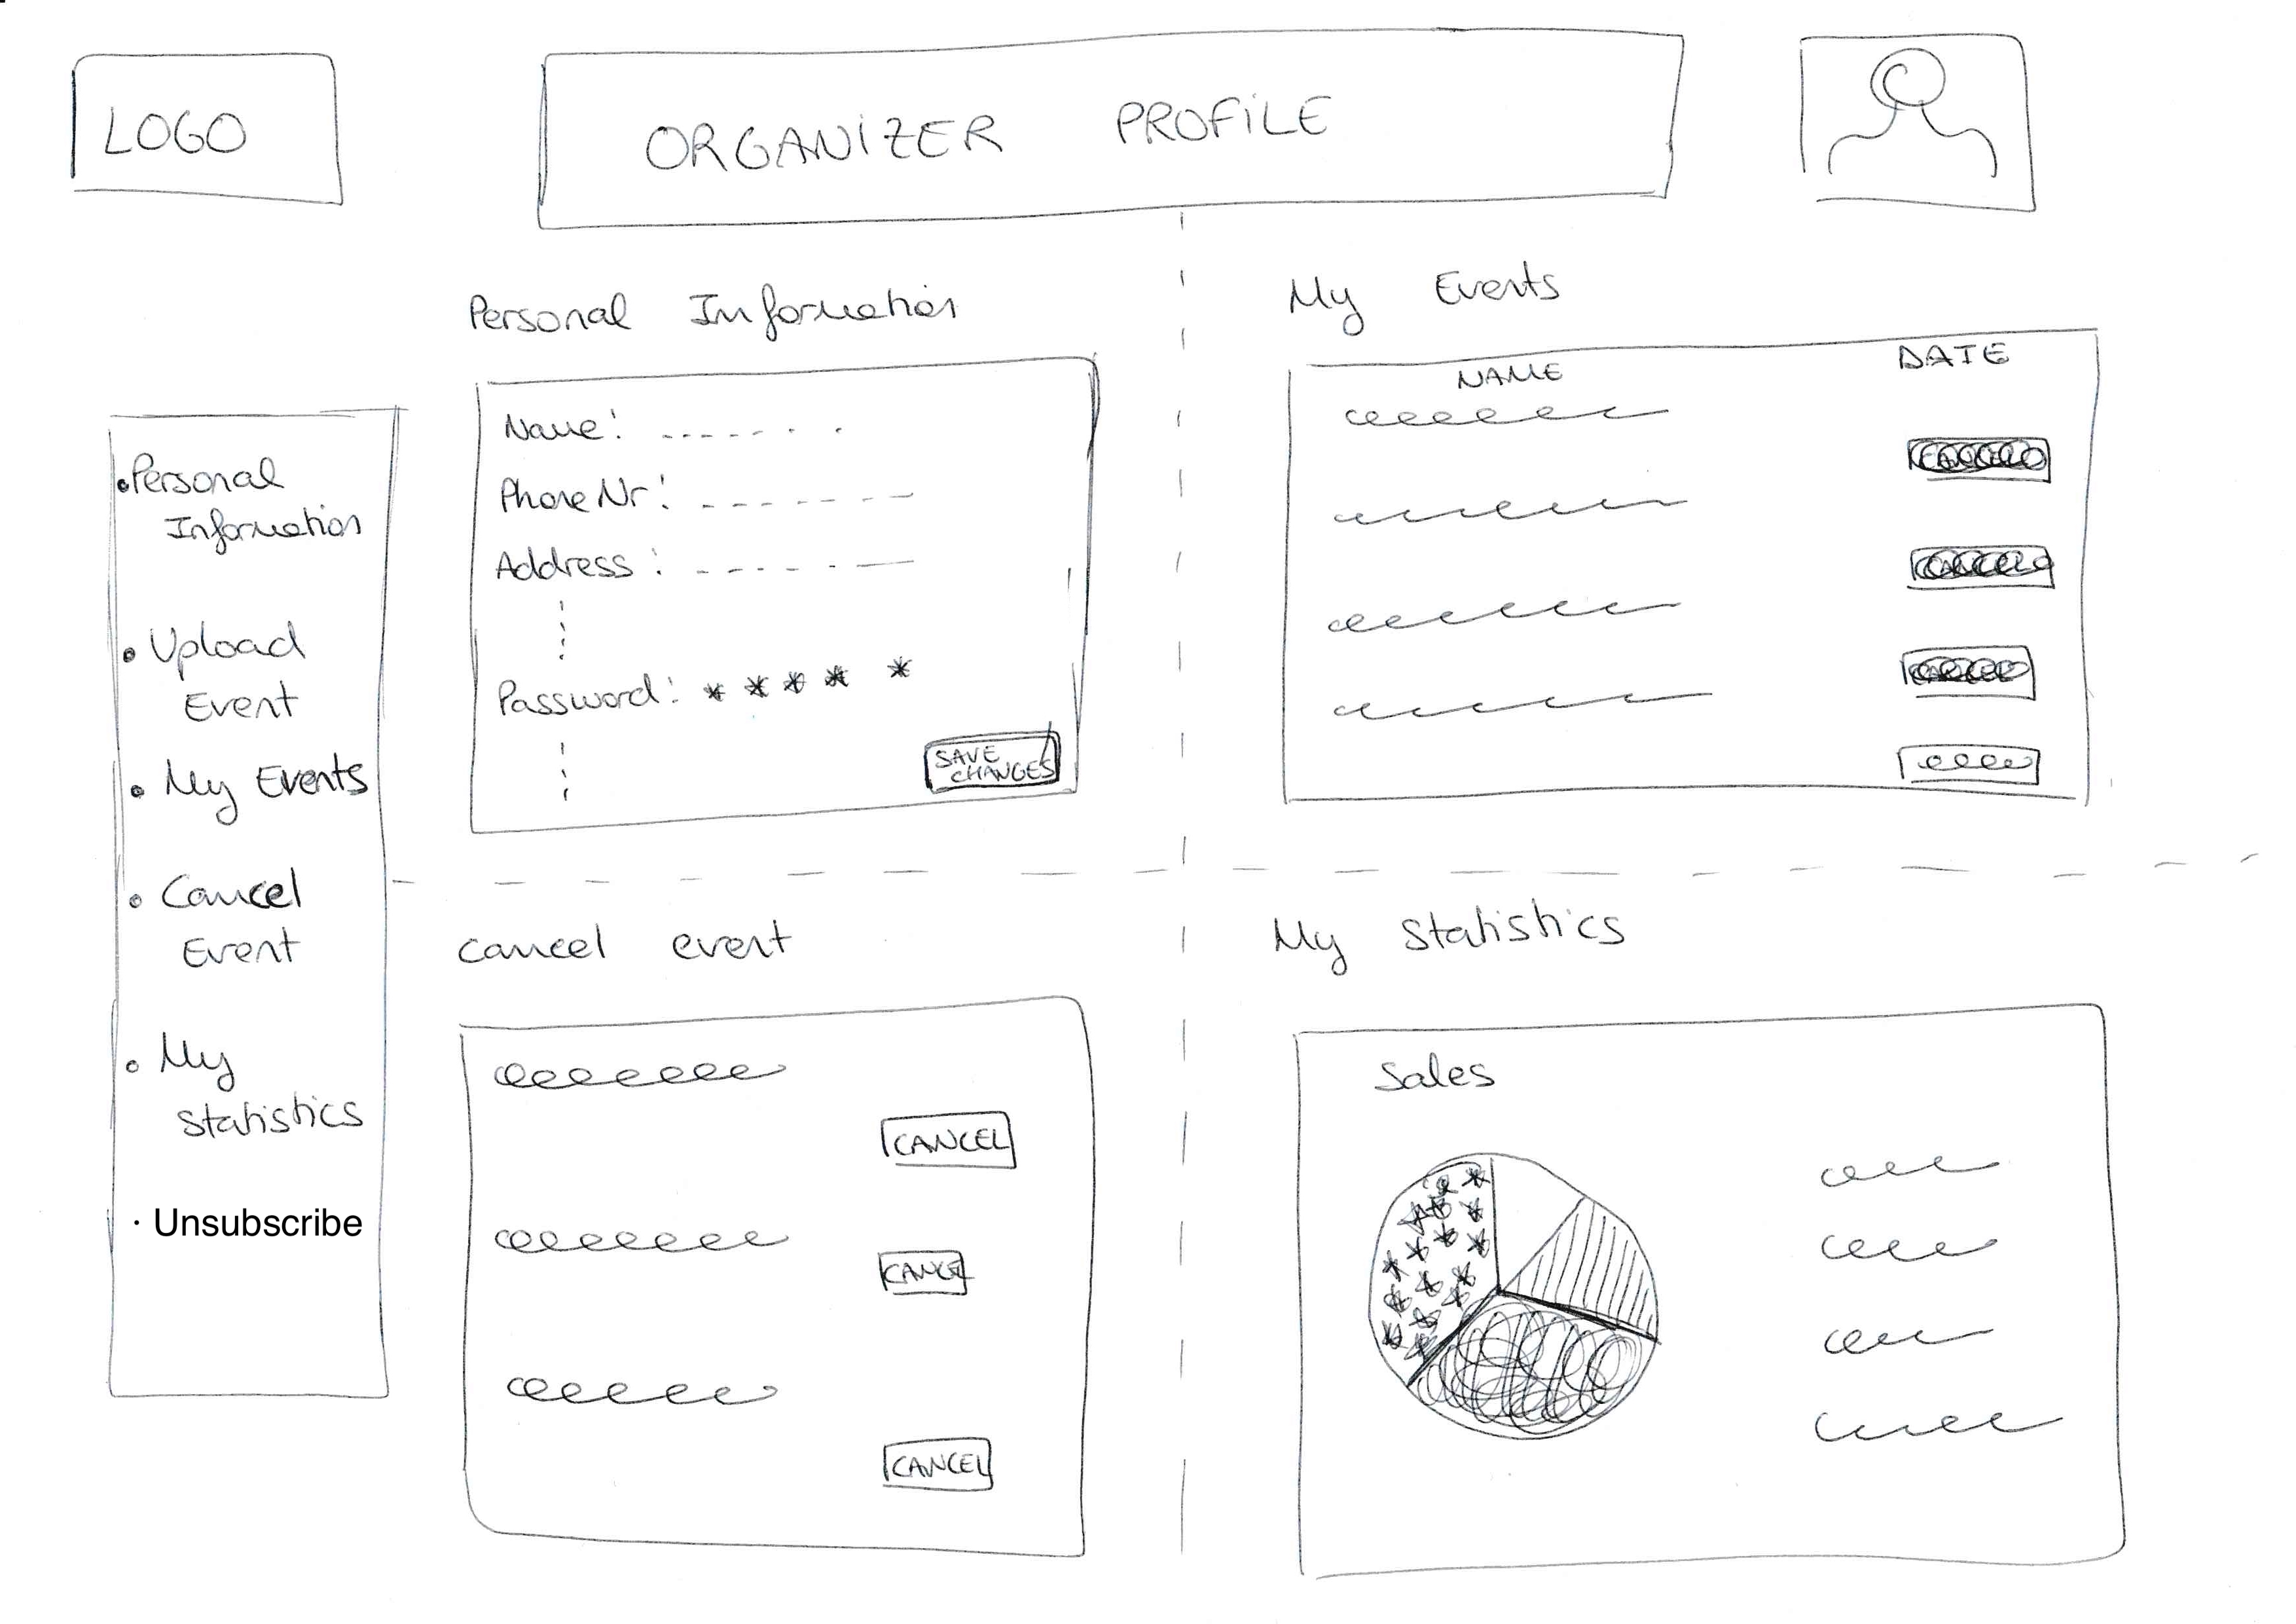 LOGO
ORGANIZER PROFILE
• Personal
Information
• Upload
Event
• My Events
• Cancel
Event
• My
Statistics
· Unsubscribe
Personal Information
Name:
Phone Nr:
Address:
Password: * * * * *
SAVE
CHANGES
My Events
NAME DATE
cancel event
CANCEL
CANCEL
CANCEL
My Statistics
Sales